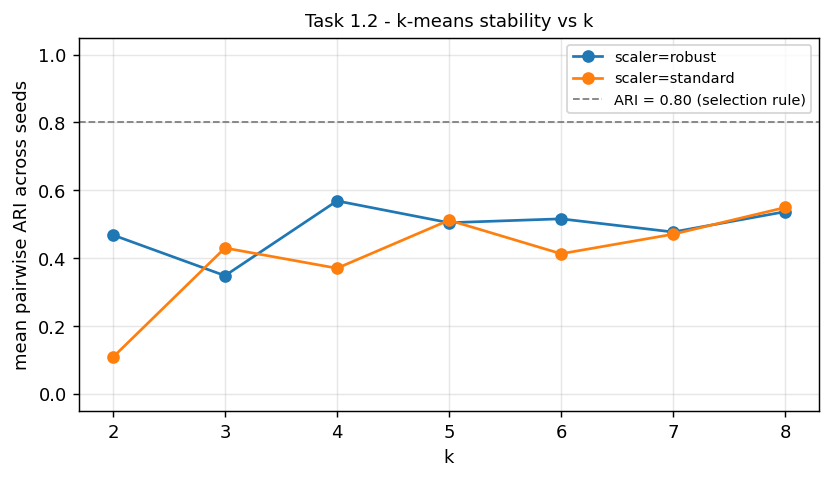 Task 1.2 - k-means stability vs k
scaler=robust
scaler=standard
ARI = 0.80 (selection rule)
mean pairwise ARI across seeds
1.0
0.8
0.6
0.4
0.2
0.0
2 3 4 5 6 7 8
k